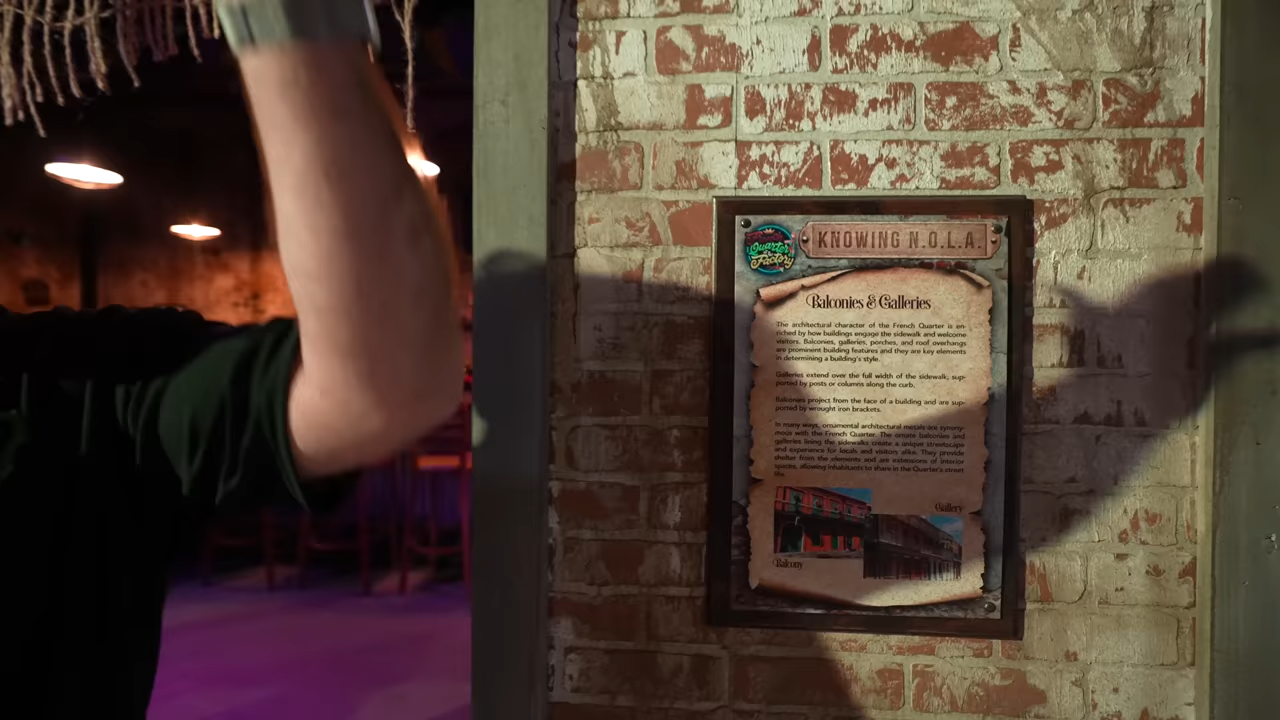 Quarter
Factory
KNOWING N.O.L.A.
Balconies & Galleries
The architectural character of the French Quarter is en-
riched by how buildings engage the sidewalk and welcome
visitors. Balconies, galleries, porches, and roof overhangs
are prominent building features and they are key elements
in determining a building's style.
Galleries extend over the full width of the sidewalk, sup-
ported by posts or columns along the curb.
Balconies project from the face of a building and are sup-
ported by wrought iron brackets.
In many ways, ornamental architectural metals are synony-
mous with the French Quarter. The ornate balconies and
galleries lining the sidewalks create a unique streetscape
and experience for locals and visitors alike. They provide
shelter from the elements and are extensions of interior
spaces, allowing inhabitants to share in the Quarter's street
life.
Gallery
Balcony